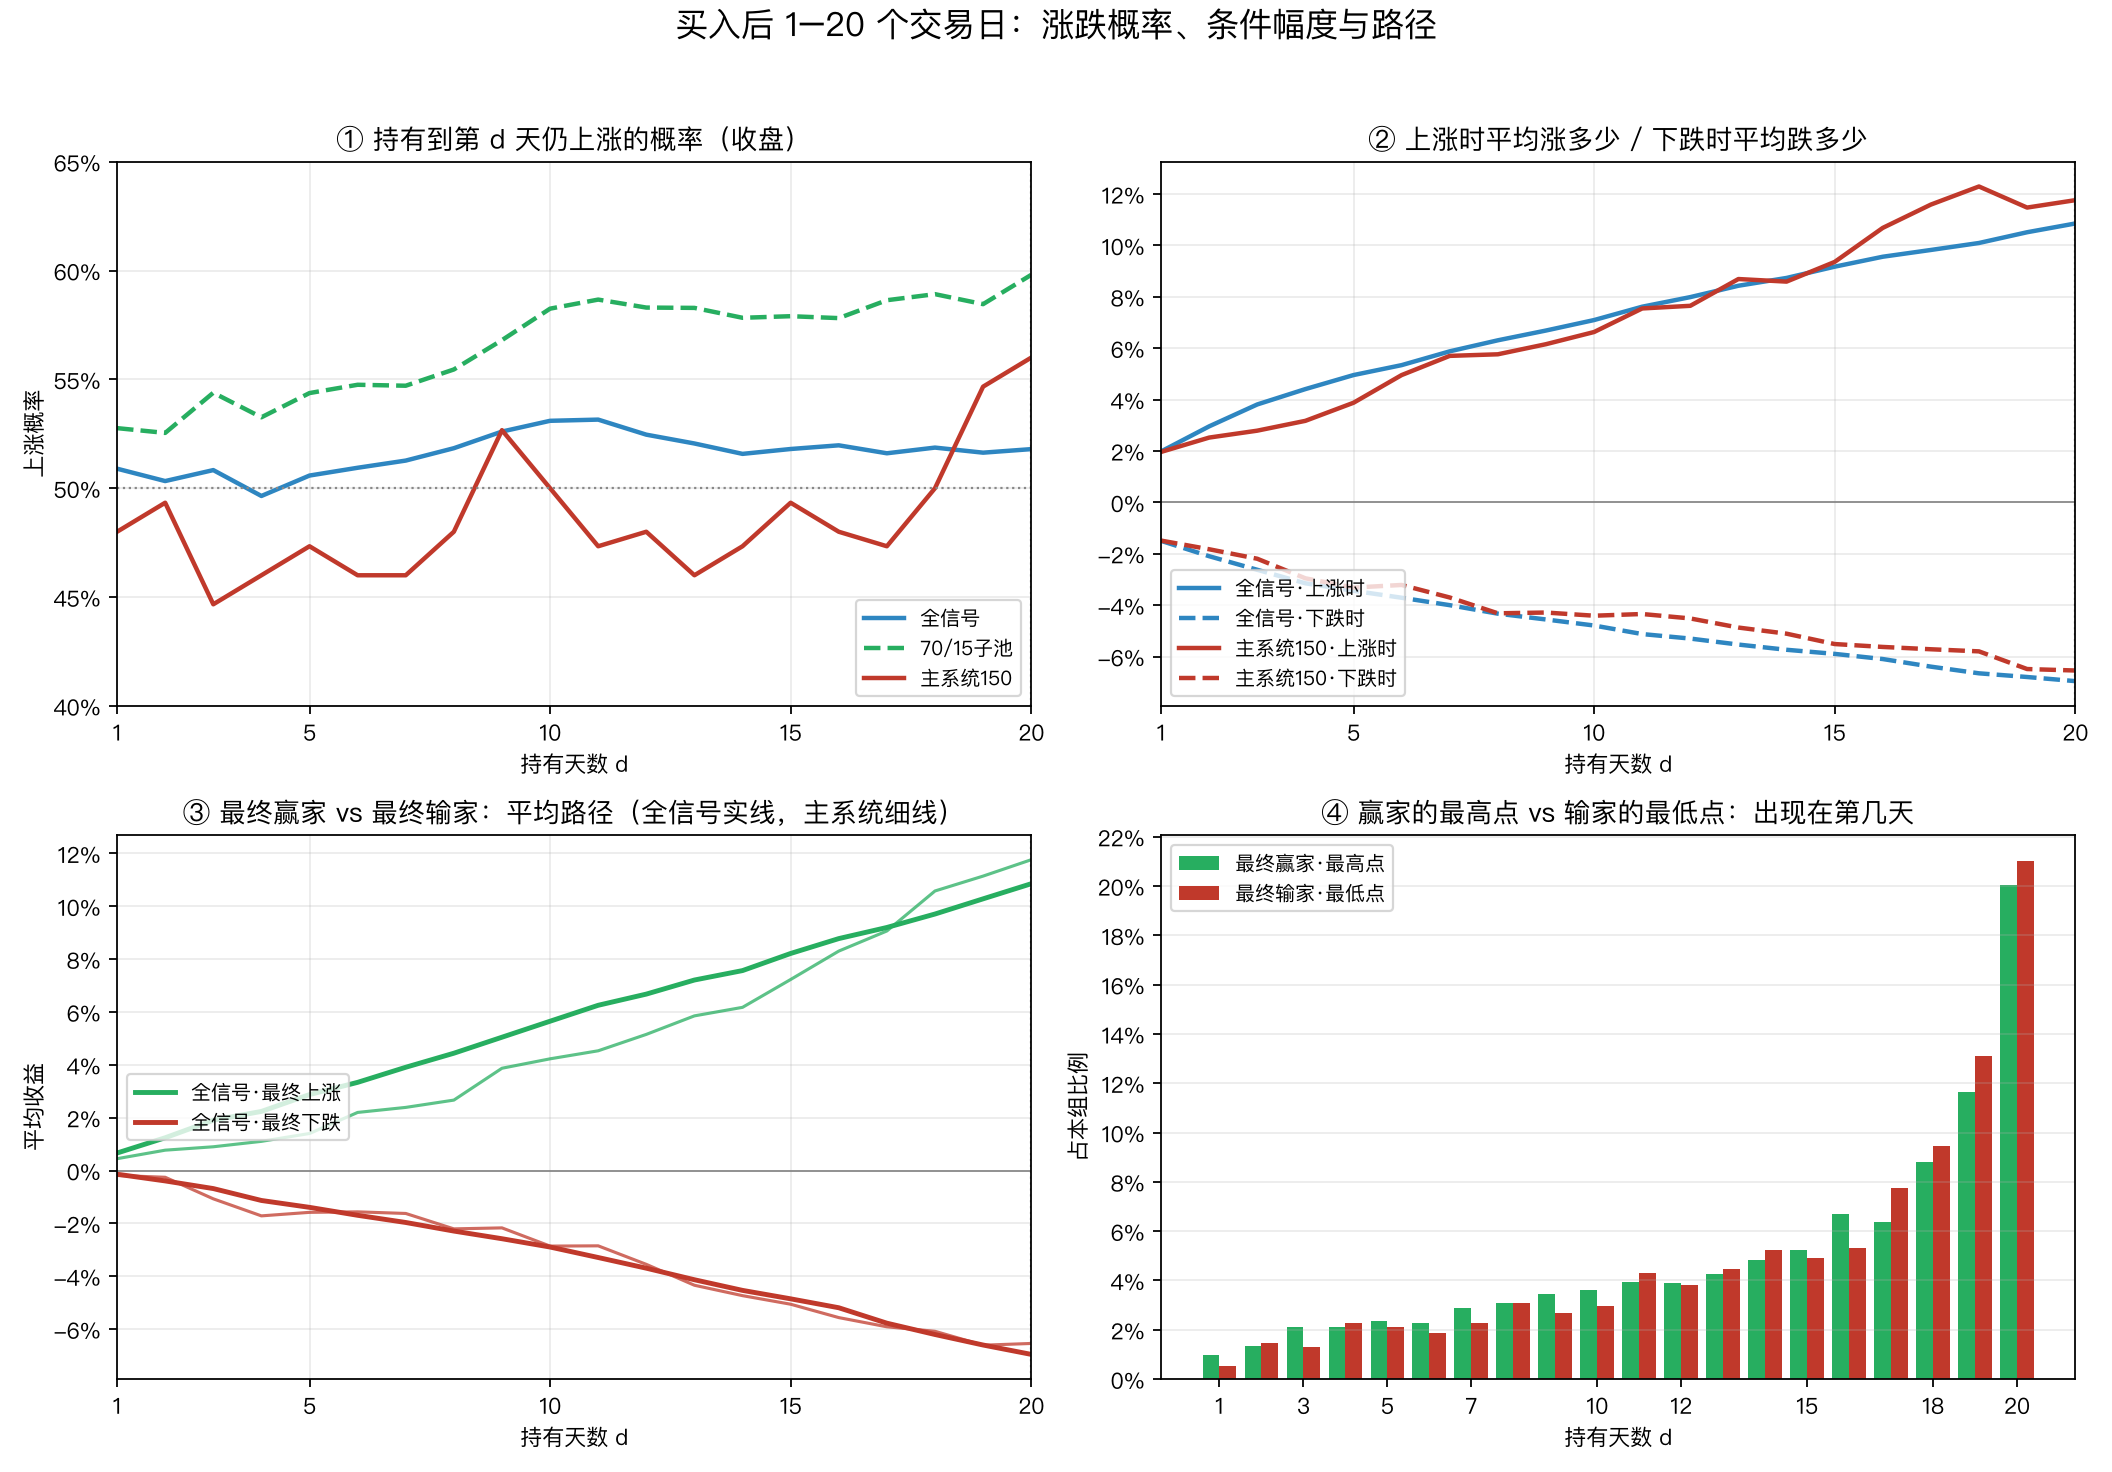 买入后 1—20 个交易日：涨跌概率、条件幅度与路径
① 持有到第 d 天仍上涨的概率（收盘）
65%
60%
55%
50%
45%
40%
上涨概率
全信号
70/15子池
主系统150
1
5
10
15
20
持有天数 d
② 上涨时平均涨多少 / 下跌时平均跌多少
12%
10%
8%
6%
4%
2%
0%
−2%
−4%
−6%
全信号·上涨时
全信号·下跌时
主系统150·上涨时
主系统150·下跌时
1
5
10
15
20
持有天数 d
③ 最终赢家 vs 最终输家：平均路径（全信号实线，主系统细线）
12%
10%
8%
6%
4%
2%
0%
−2%
−4%
−6%
平均收益
全信号·最终上涨
全信号·最终下跌
1
5
10
15
20
持有天数 d
④ 赢家的最高点 vs 输家的最低点：出现在第几天
22%
20%
18%
16%
14%
12%
10%
8%
6%
4%
2%
0%
占本组比例
最终赢家·最高点
最终输家·最低点
1
3
5
7
10
12
15
18
20
持有天数 d